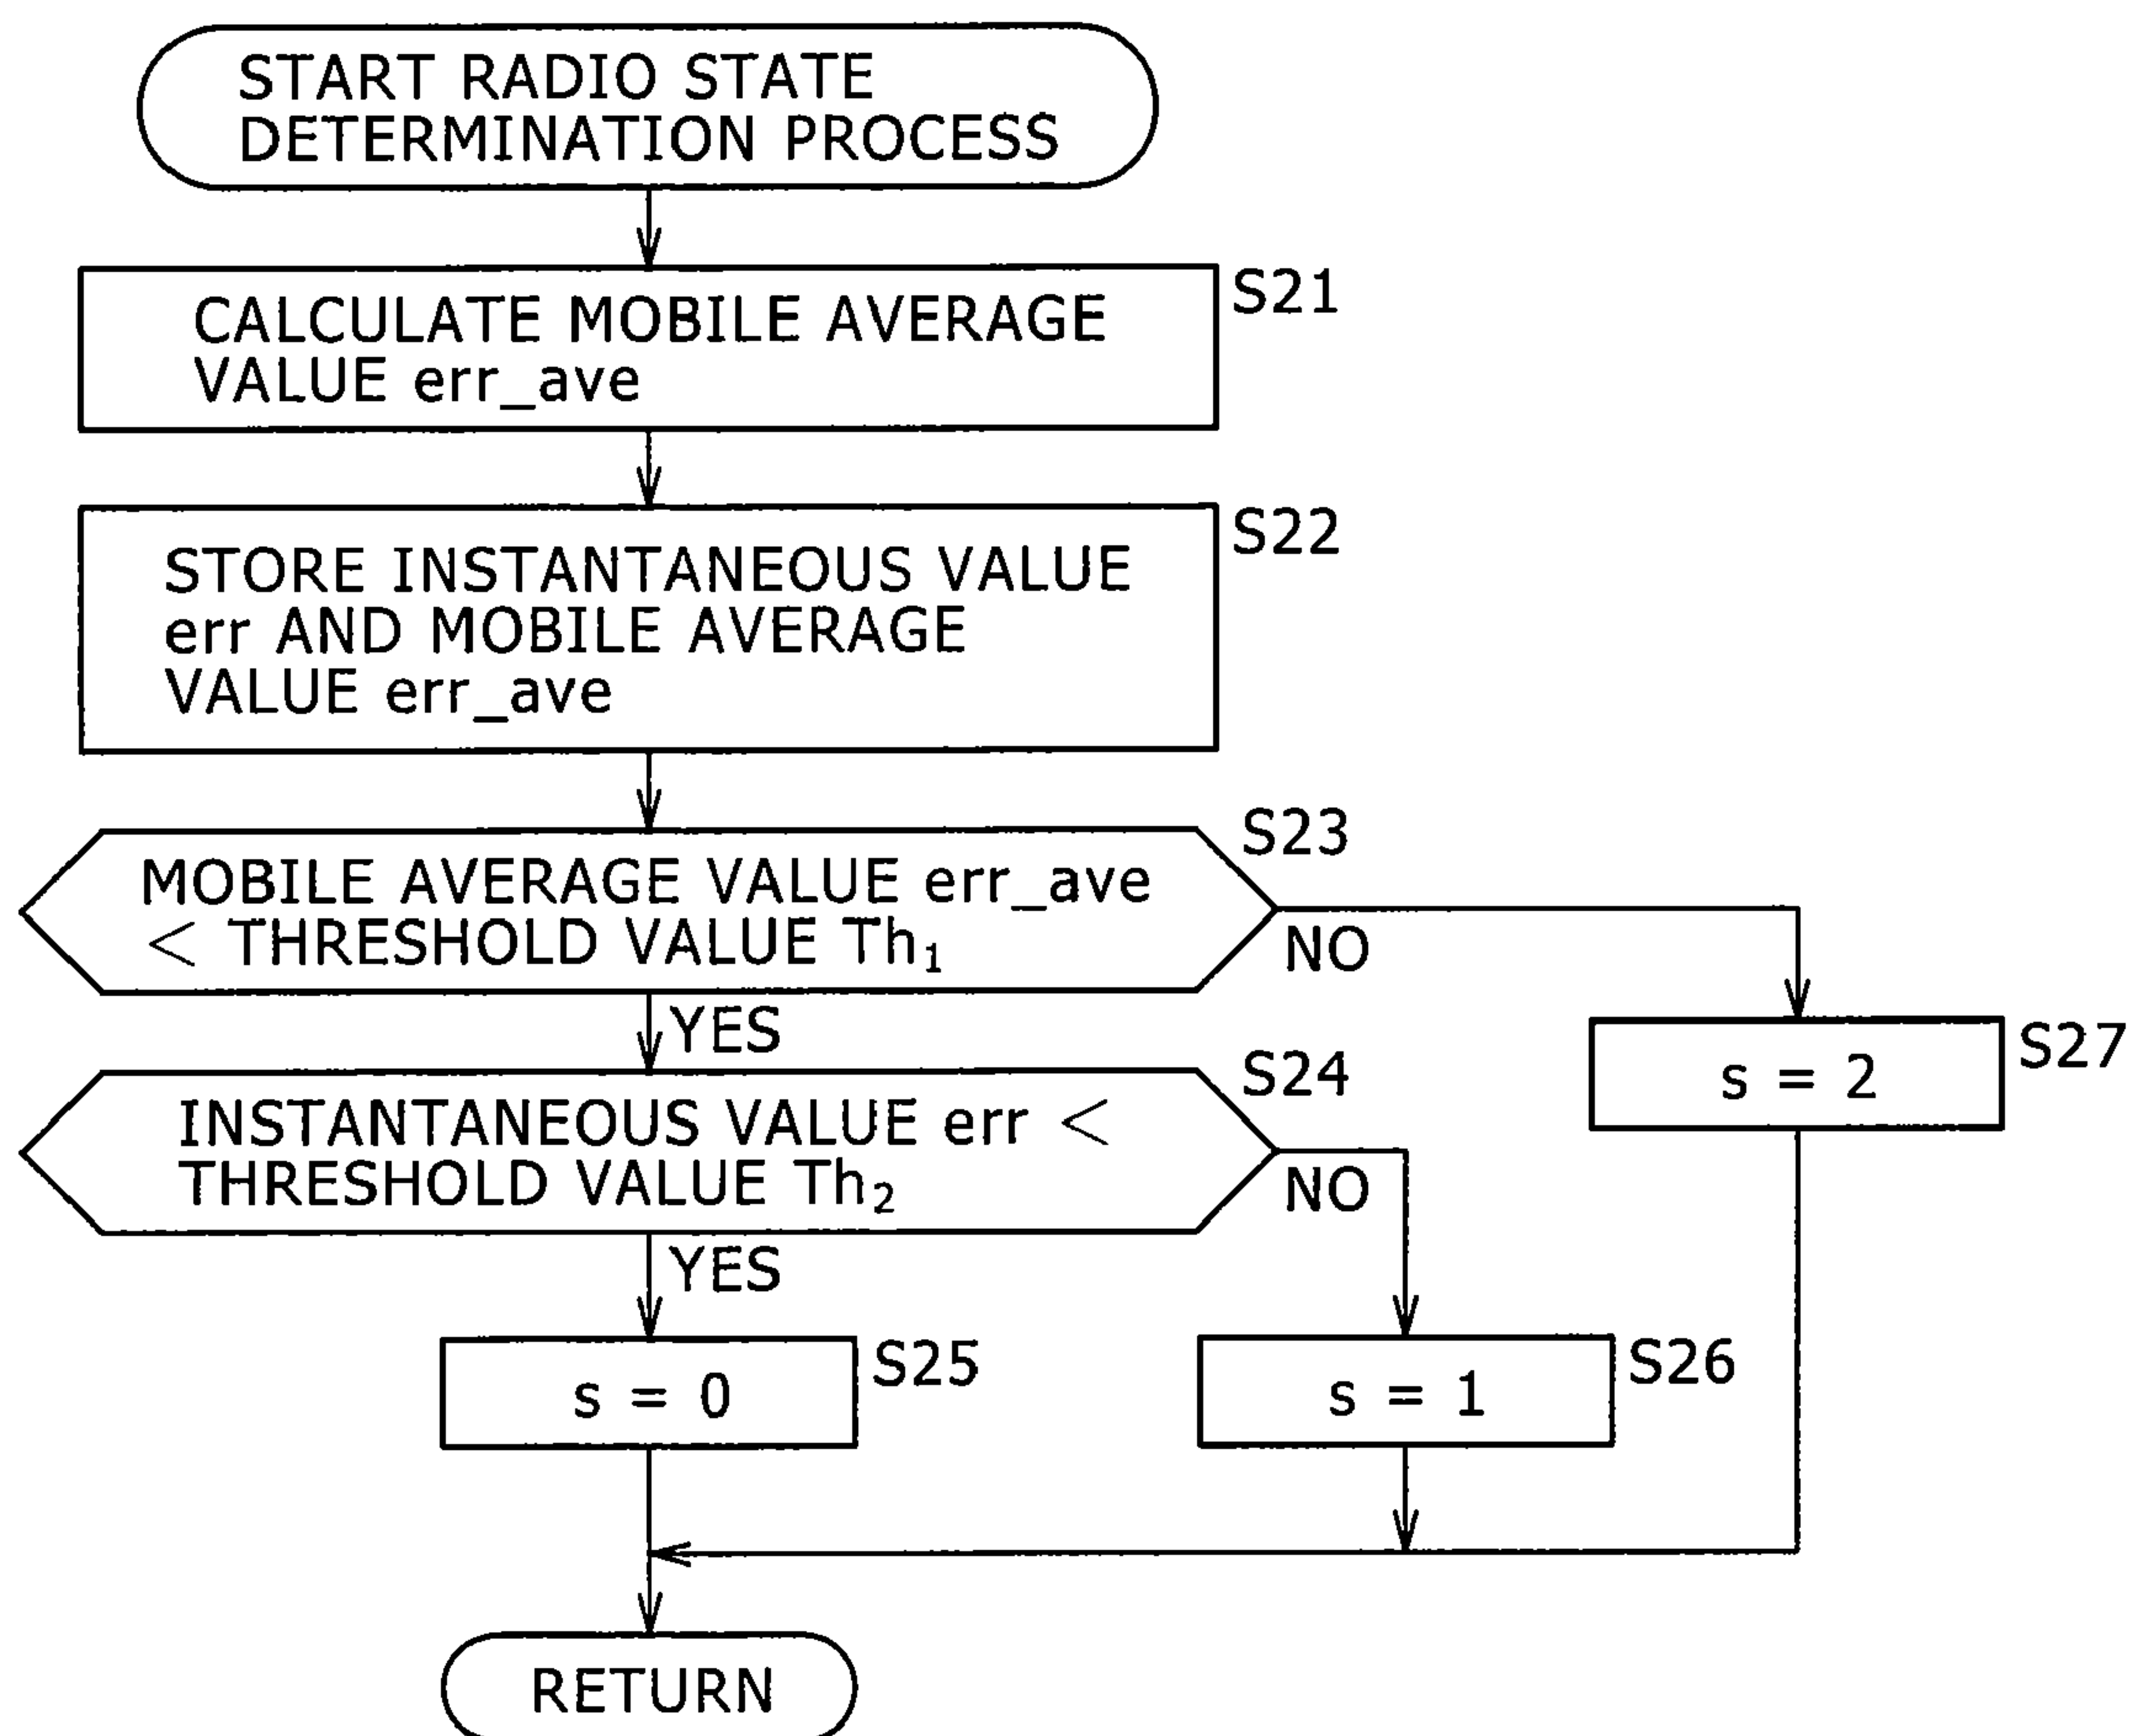 START RADIO STATE
DETERMINATION PROCESS
S21
CALCULATE MOBILE AVERAGE
VALUE err_ave
S22
STORE INSTANTANEOUS VALUE
err AND MOBILE AVERAGE
VALUE err_ave
S23
MOBILE AVERAGE VALUE err_ave
< THRESHOLD VALUE Th₁
NO
YES
S27
s = 2
S24
INSTANTANEOUS VALUE err <
THRESHOLD VALUE Th₂
NO
YES
S25
s = 0
S26
s = 1
RETURN